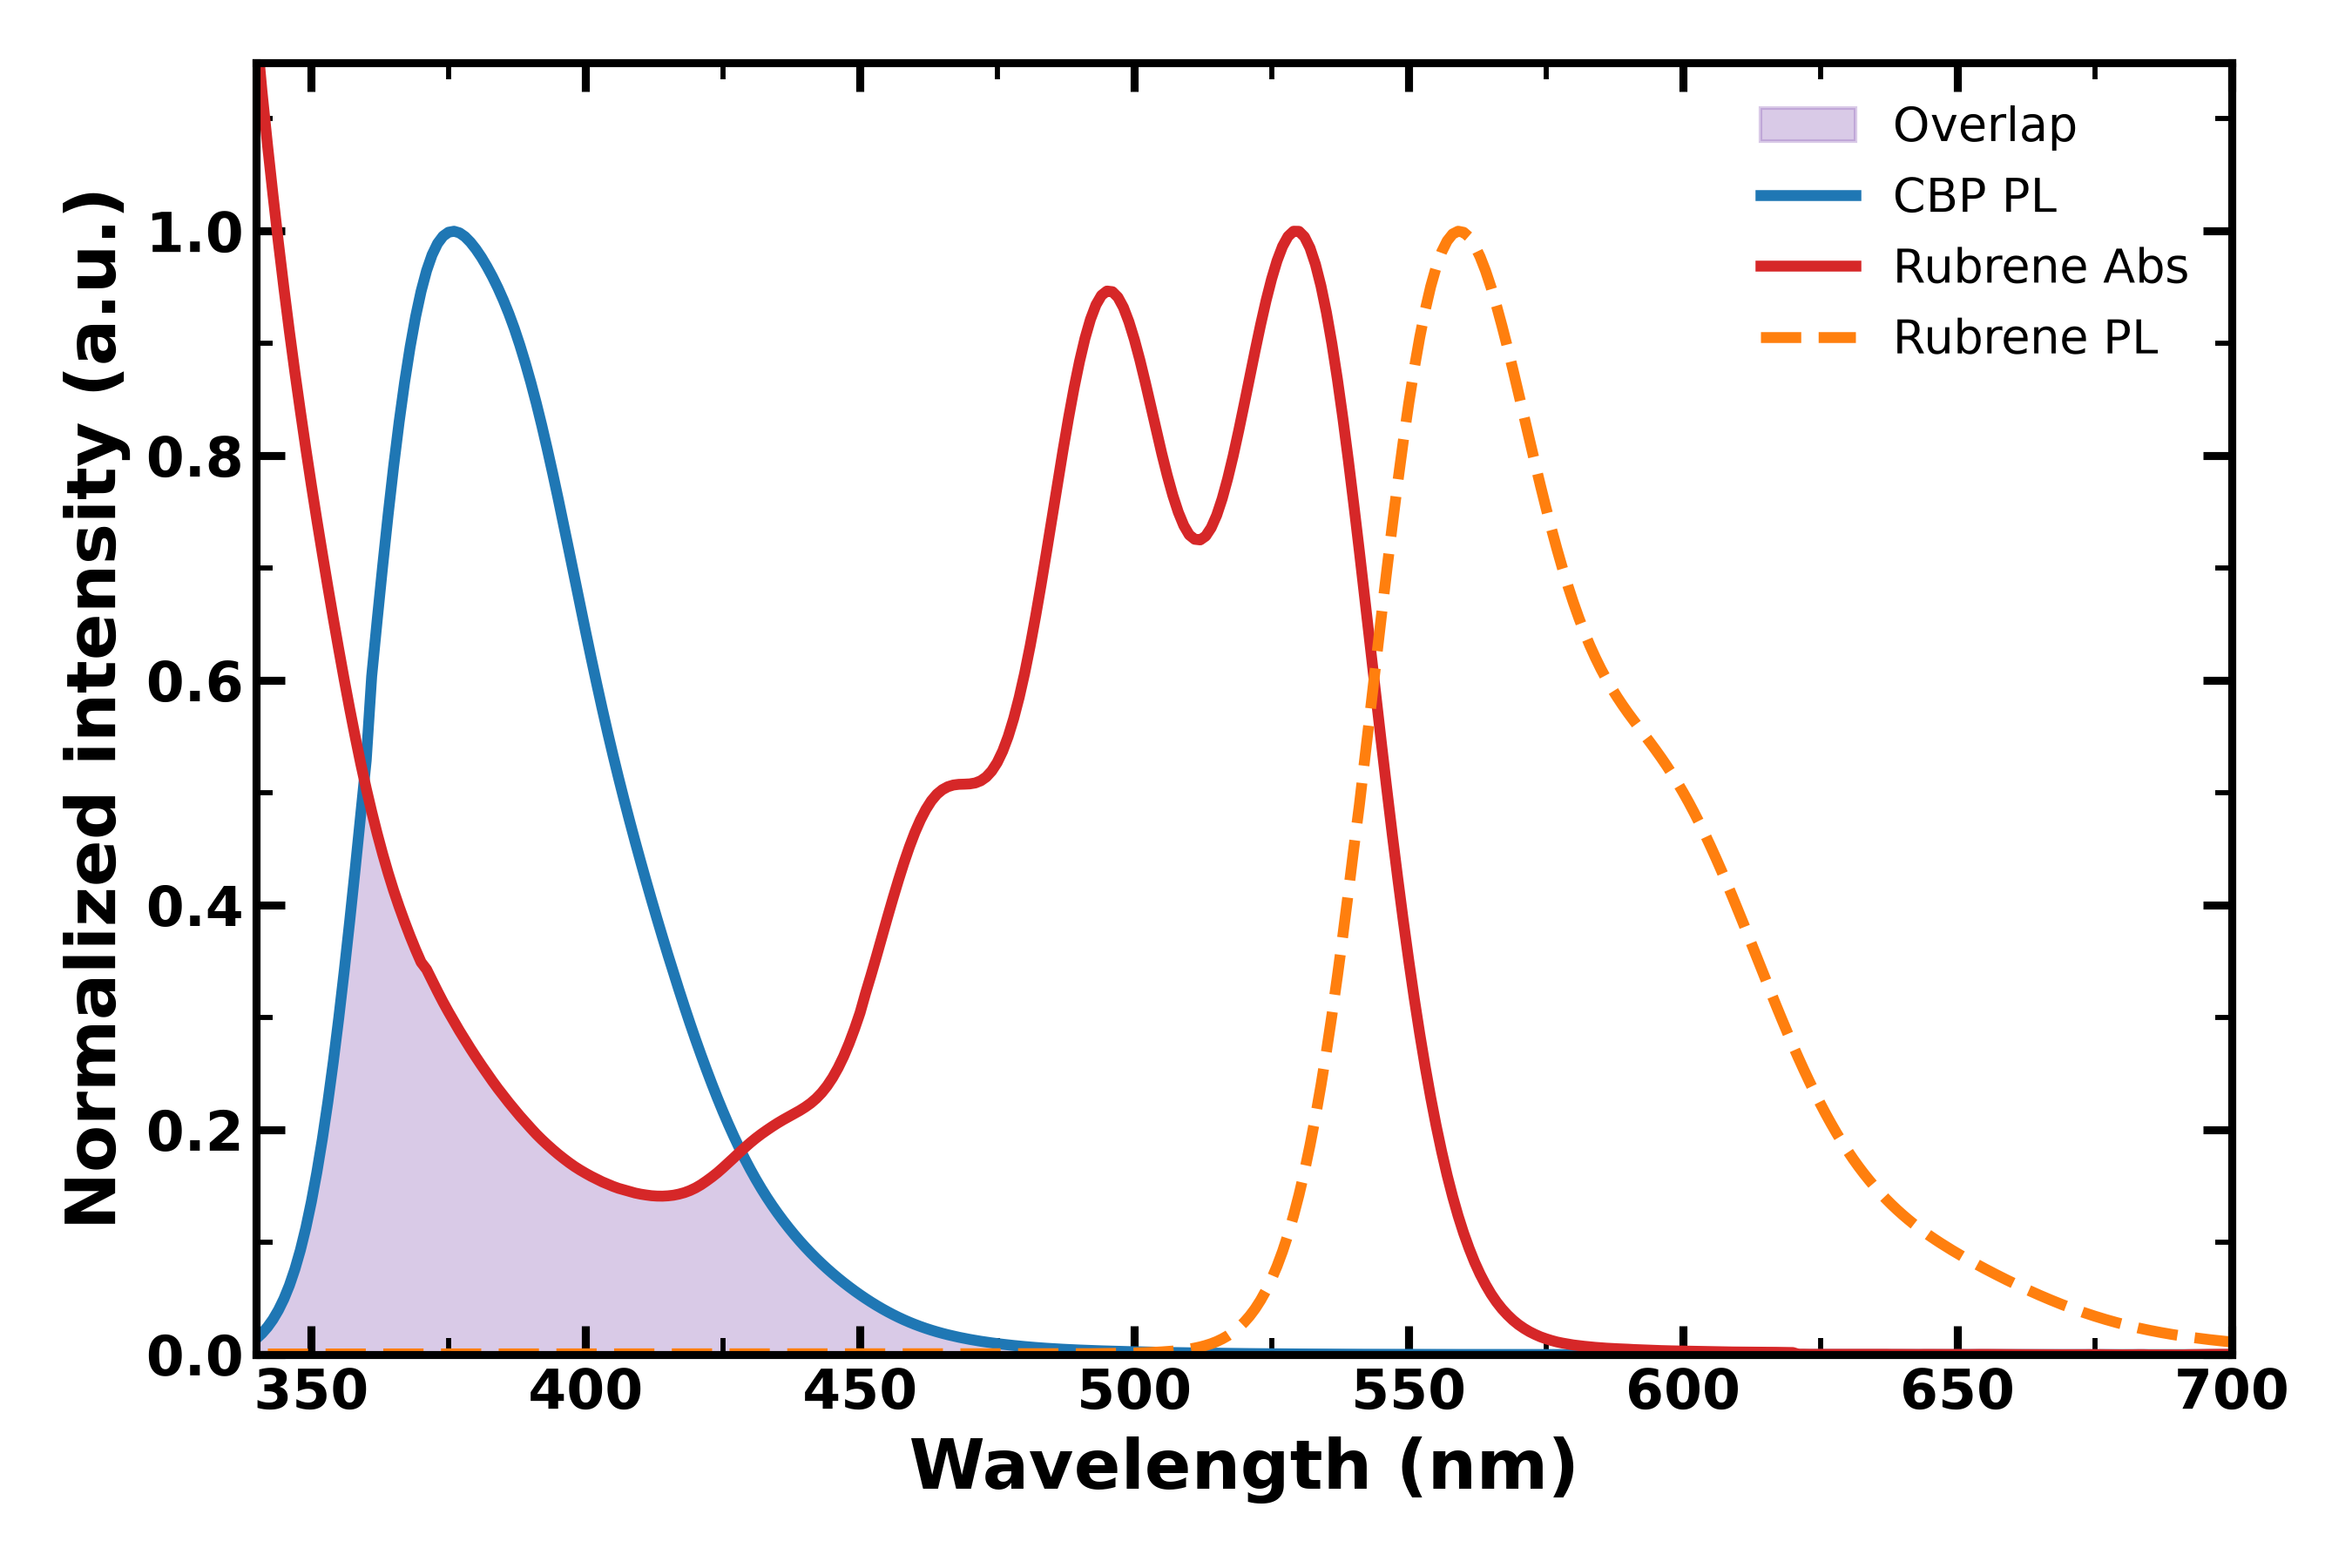 Overlap
CBP PL
Rubrene Abs
Rubrene PL
Normalized intensity (a.u.)
1.0
0.8
0.6
0.4
0.2
0.0
350 400 450 500 550 600 650 700
Wavelength (nm)